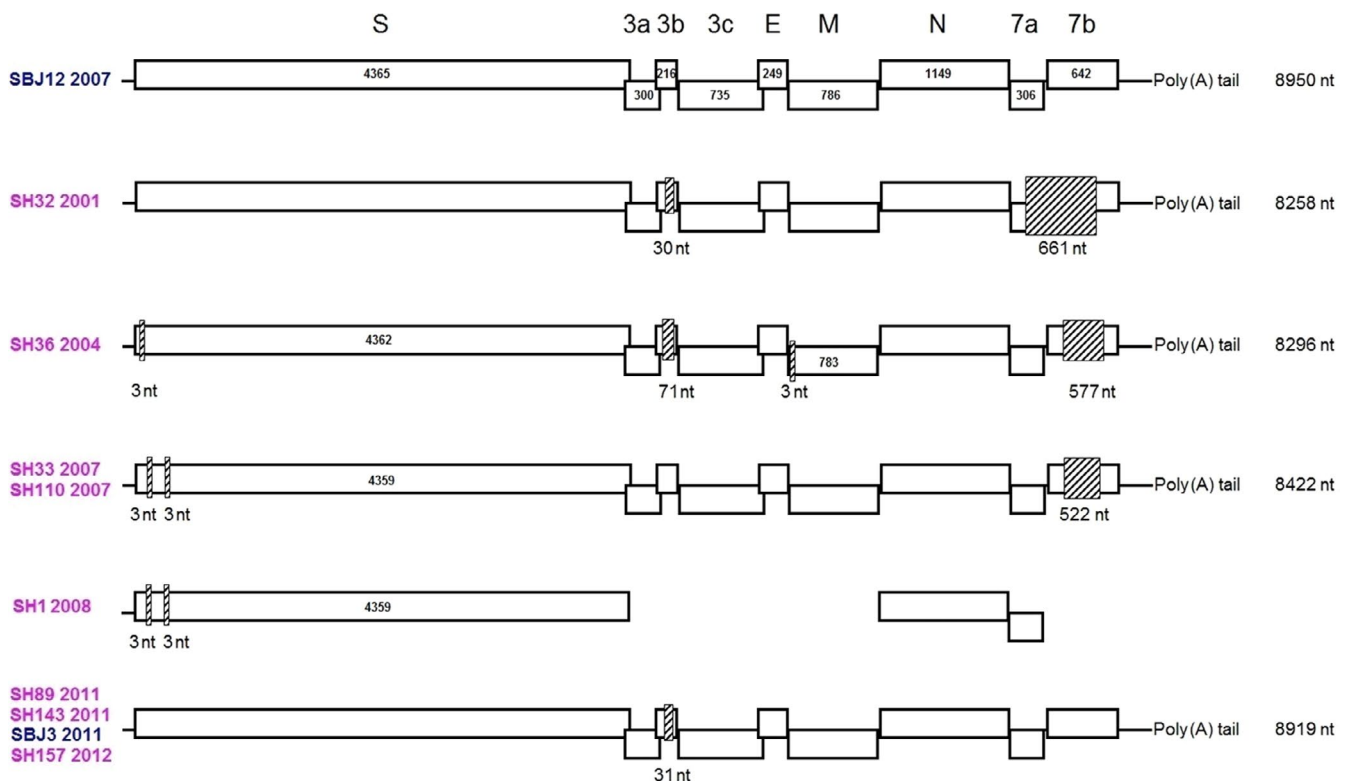 S 3a 3b 3c E M N 7a 7b
SBJ12 2007 4365 300 216 735 249 786 1149 306 642 Poly(A) tail 8950 nt
SH32 2001 Poly(A) tail 8258 nt
30 nt 661 nt
SH36 2004 4362 783 Poly(A) tail 8296 nt
3 nt 71 nt 3 nt 577 nt
SH33 2007
SH110 2007 4359 Poly(A) tail 8422 nt
3 nt 3 nt 522 nt
SH1 2008 4359
3 nt 3 nt
SH89 2011
SH143 2011
SBJ3 2011 Poly(A) tail 8919 nt
SH157 2012
31 nt